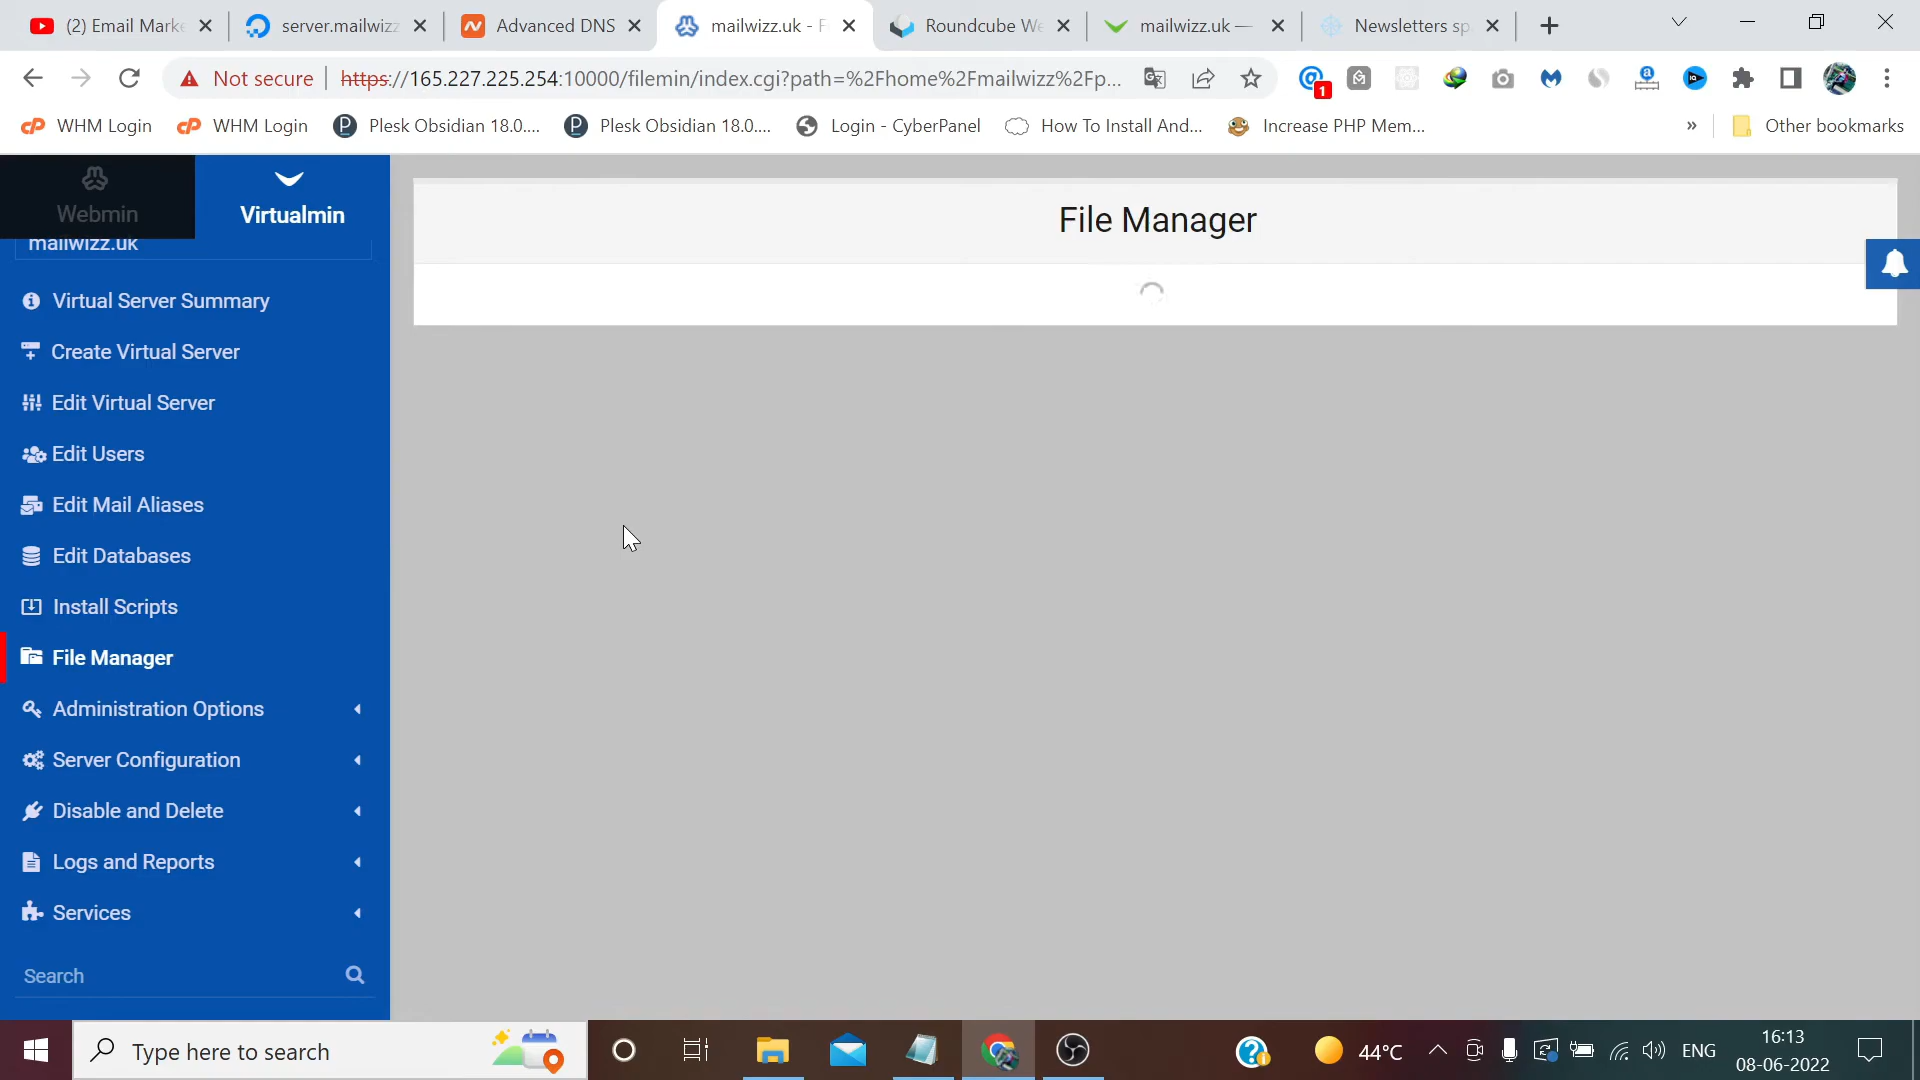 (2) Email Marke
server.mailwizz
Advanced DNS
mailwizz.uk - F
Roundcube We
mailwizz.uk —
Newsletters sp
Not secure
https://165.227.225.254:10000/filemin/index.cgi?path=%2Fhome%2Fmailwizz%2Fp...
1
WHM Login
WHM Login
Plesk Obsidian 18.0....
Plesk Obsidian 18.0....
Login - CyberPanel
How To Install And...
Increase PHP Mem...
»
Other bookmarks
Webmin
Virtualmin
mailwizz.uk
File Manager
Virtual Server Summary
Create Virtual Server
Edit Virtual Server
Edit Users
Edit Mail Aliases
Edit Databases
Install Scripts
File Manager
Administration Options
Server Configuration
Disable and Delete
Logs and Reports
Services
Search
Type here to search
44°C
ENG
16:13
08-06-2022